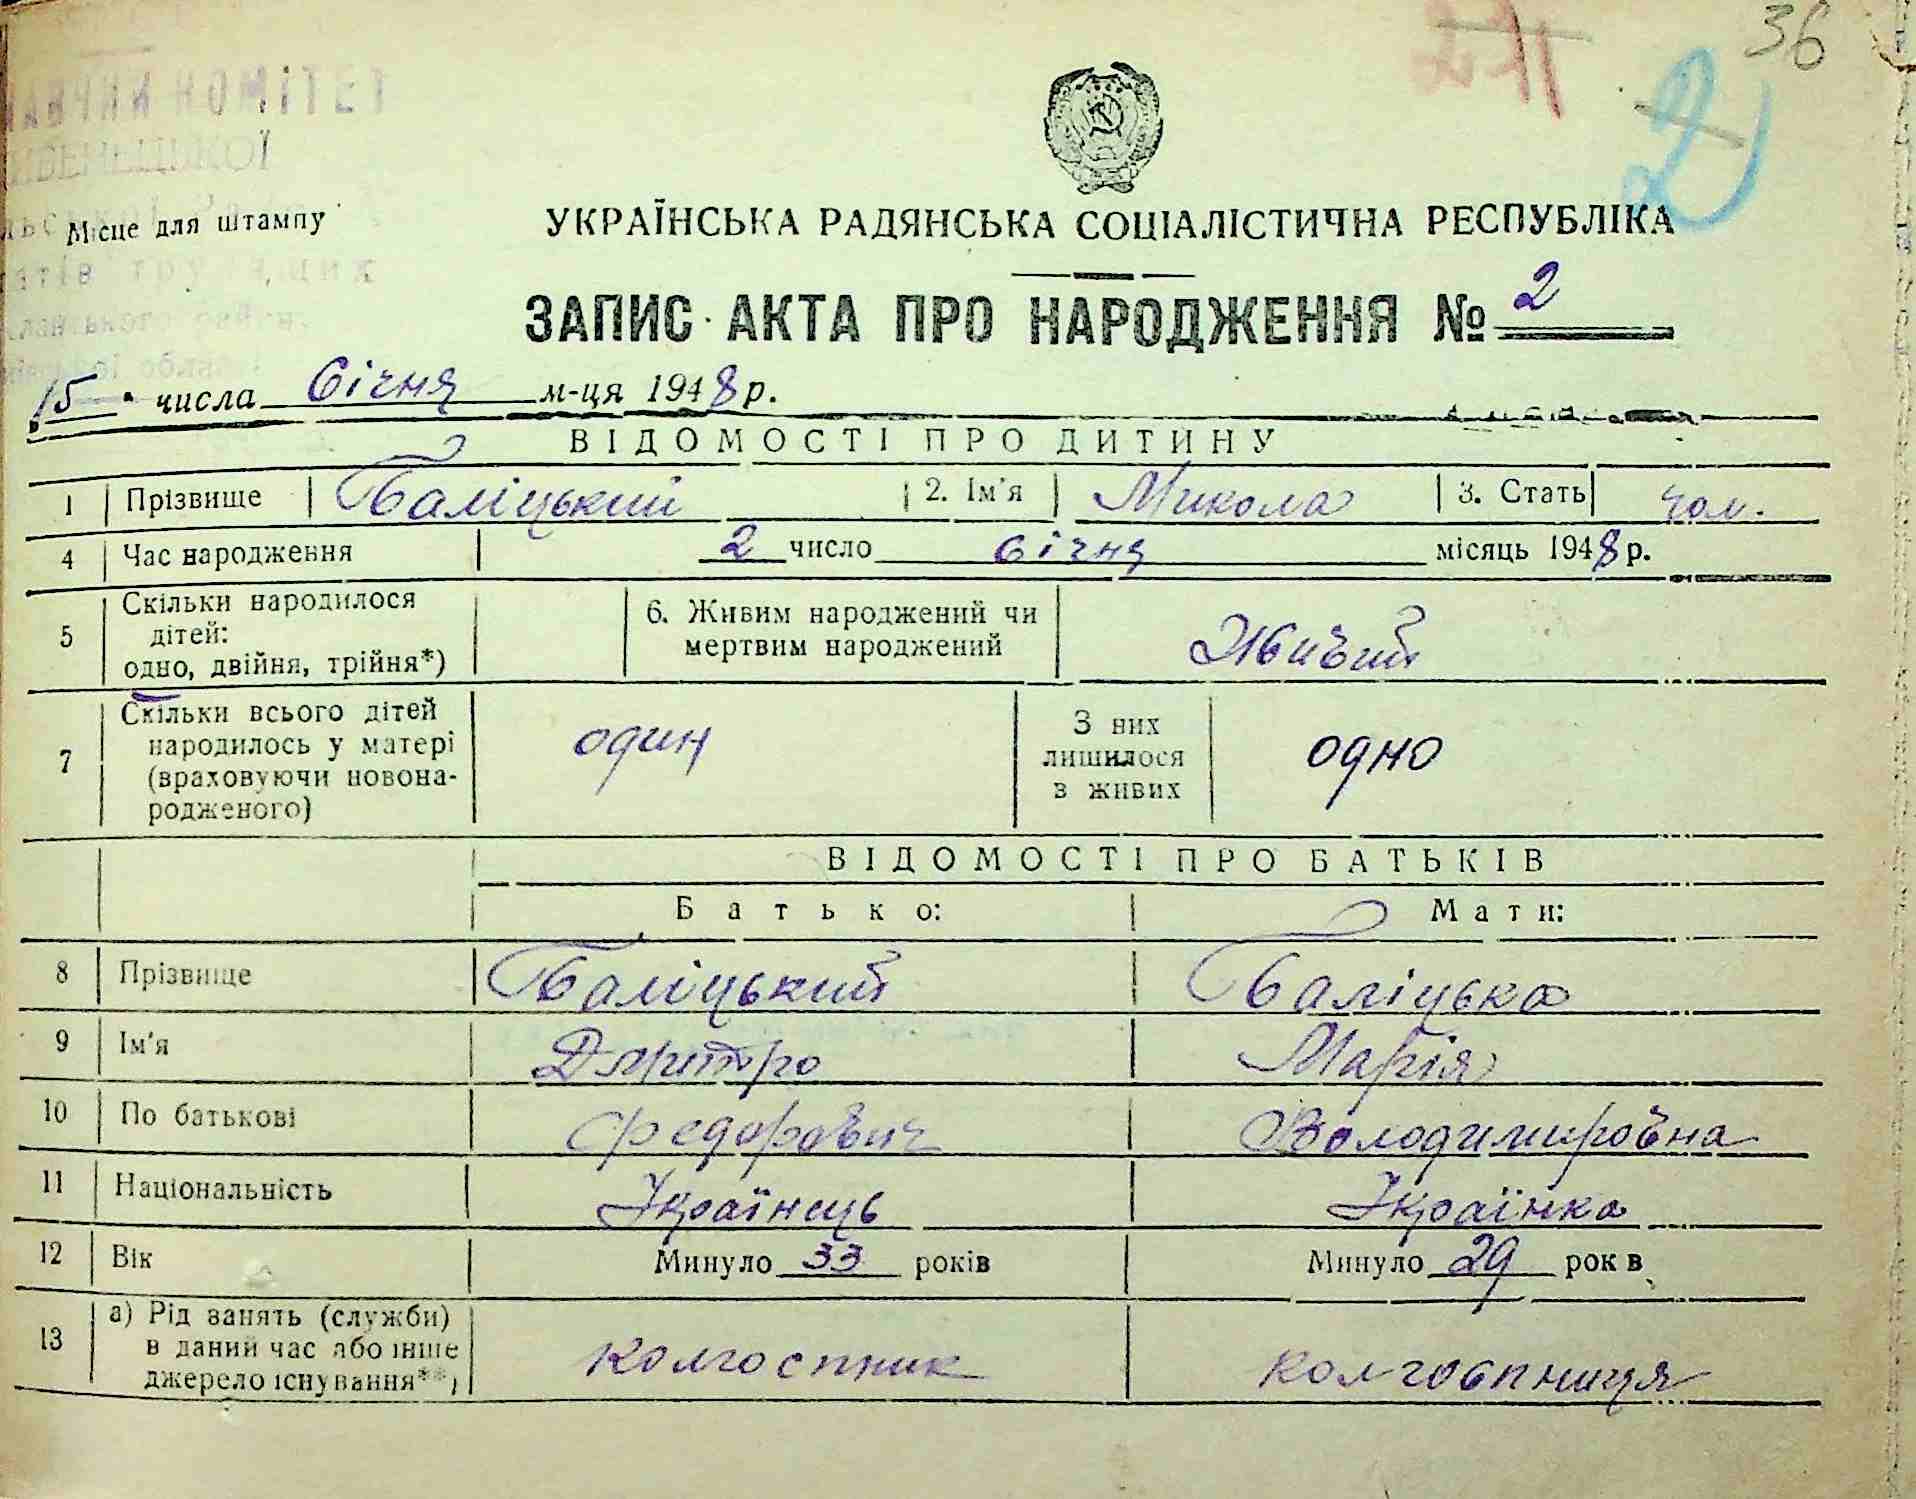 36
2
Місце для штампу
УКРАЇНСЬКА РАДЯНСЬКА СОЦІАЛІСТИЧНА РЕСПУБЛІКА
ЗАПИС АКТА ПРО НАРОДЖЕННЯ № 2
15 числа Січня м-ця 1948 р.
ВІДОМОСТІ ПРО ДИТИНУ
1 Прізвище Баліцький 2. Ім'я Микола 3. Стать чол.
4 Час народження 2 число Січня місяць 1948 р.
5 Скільки народилося дітей: одно, двійня, трійня*) 6. Живим народжений чи мертвим народжений Живий
7 Скільки всього дітей народилось у матері (враховуючи новонародженого) один З них лишилося в живих одно
ВІДОМОСТІ ПРО БАТЬКІВ
Батько: Мати:
8 Прізвище Баліцький Баліцька
9 Ім'я Дмитро Марія
10 По батькові Федорович Володимировна
11 Національність Українець Українка
12 Вік Минуло 33 років Минуло 29 рок в
13 а) Рід занять (служби) в даний час або інше джерело існування**) колгоспник колгоспниця